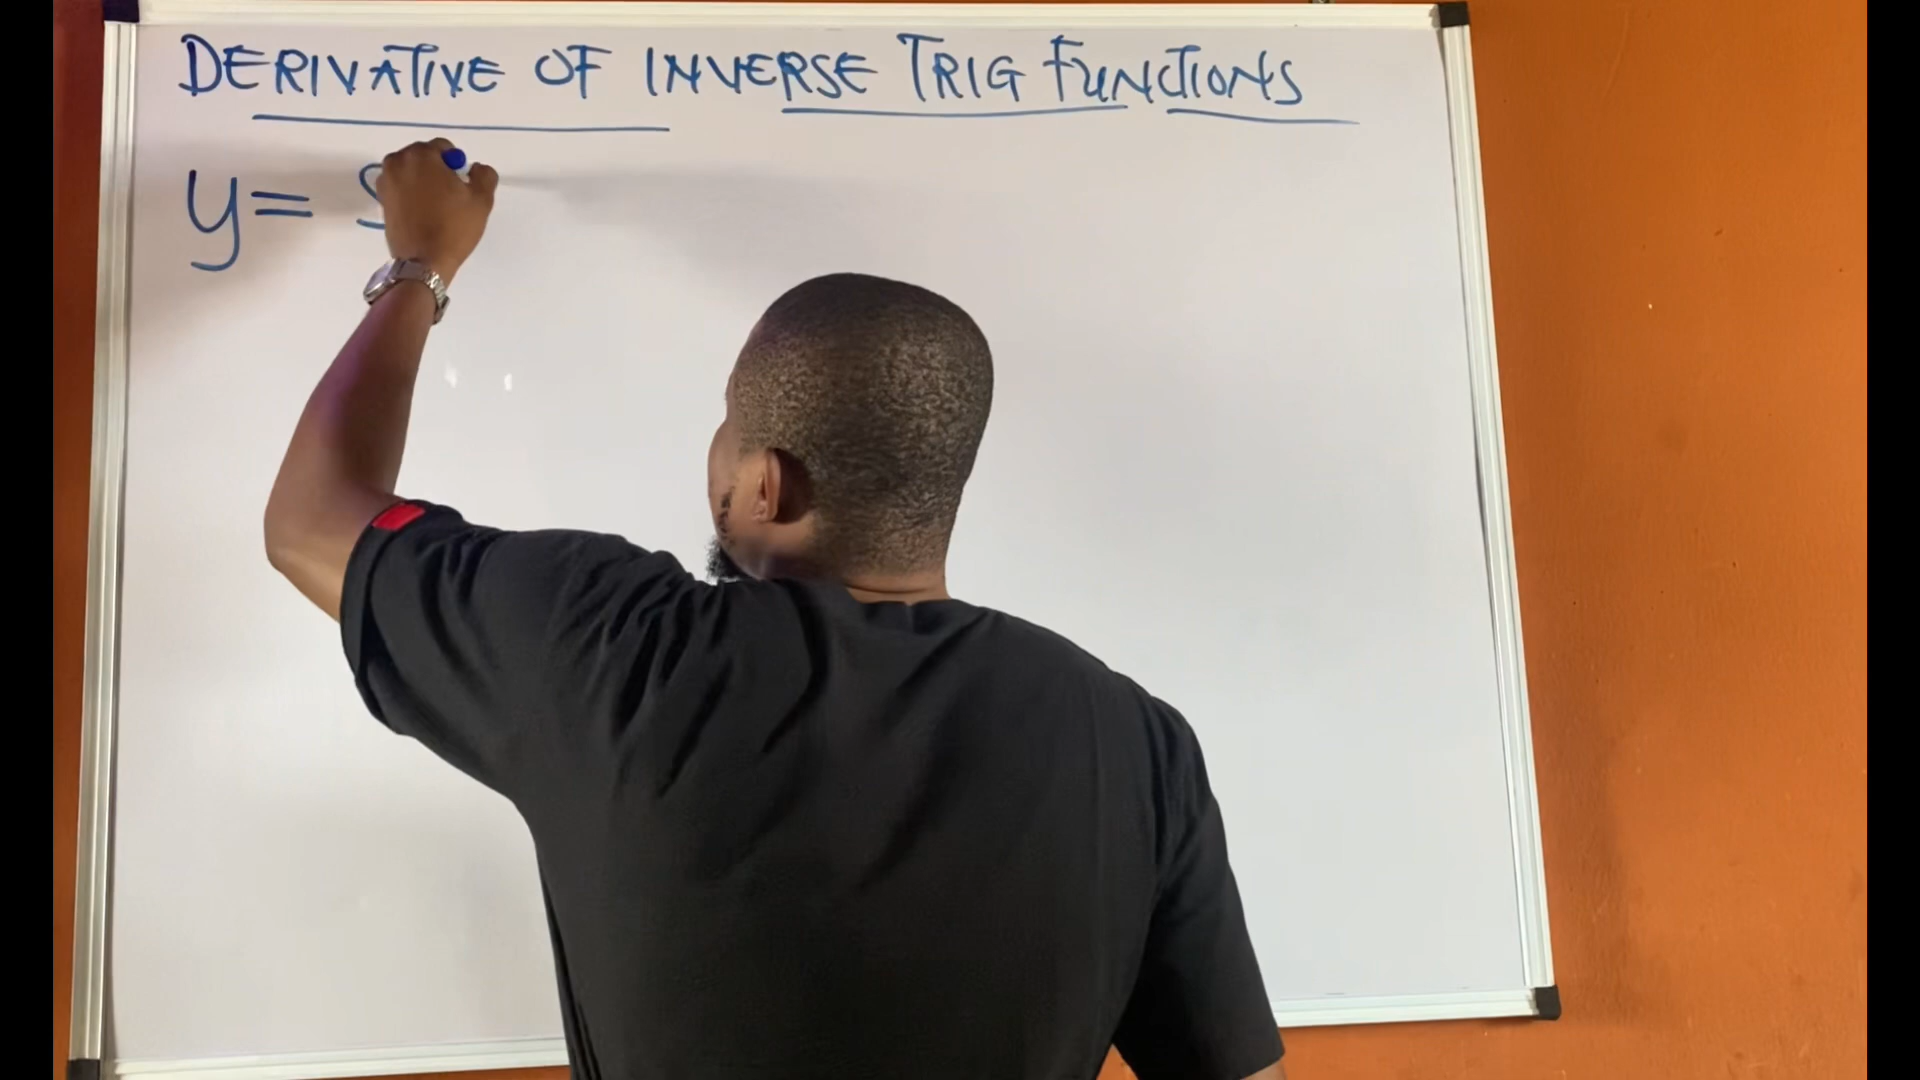 DERIVATIVE OF INVERSE TRIG FUNCTIONS
y= S